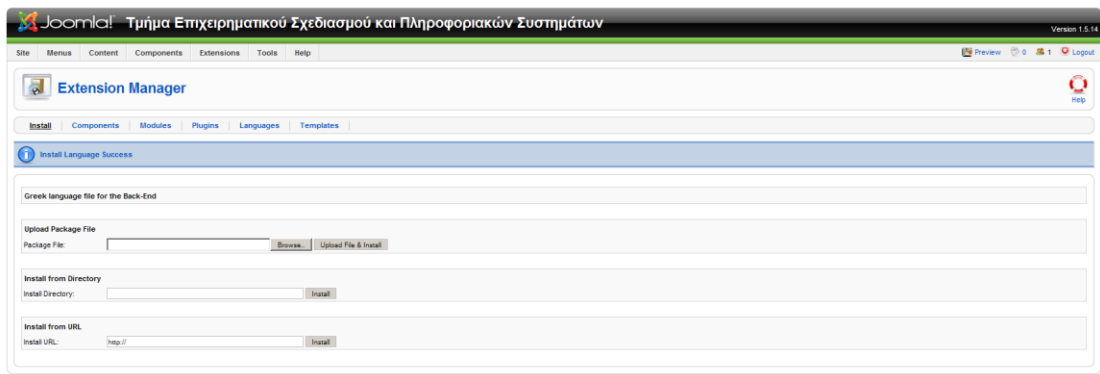 Joomla! Τμήμα Επιχειρηματικού Σχεδιασμού και Πληροφοριακών Συστημάτων
Version 1.5.14
Site Menus Content Components Extensions Tools Help Preview 0 1 Logout
Extension Manager
Help
Install Components Modules Plugins Languages Templates
Install Language Success
Greek language file for the Back-End
Upload Package File
Package File: Browse... Upload File & Install
Install from Directory
Install Directory: Install
Install from URL
Install URL: http:// Install